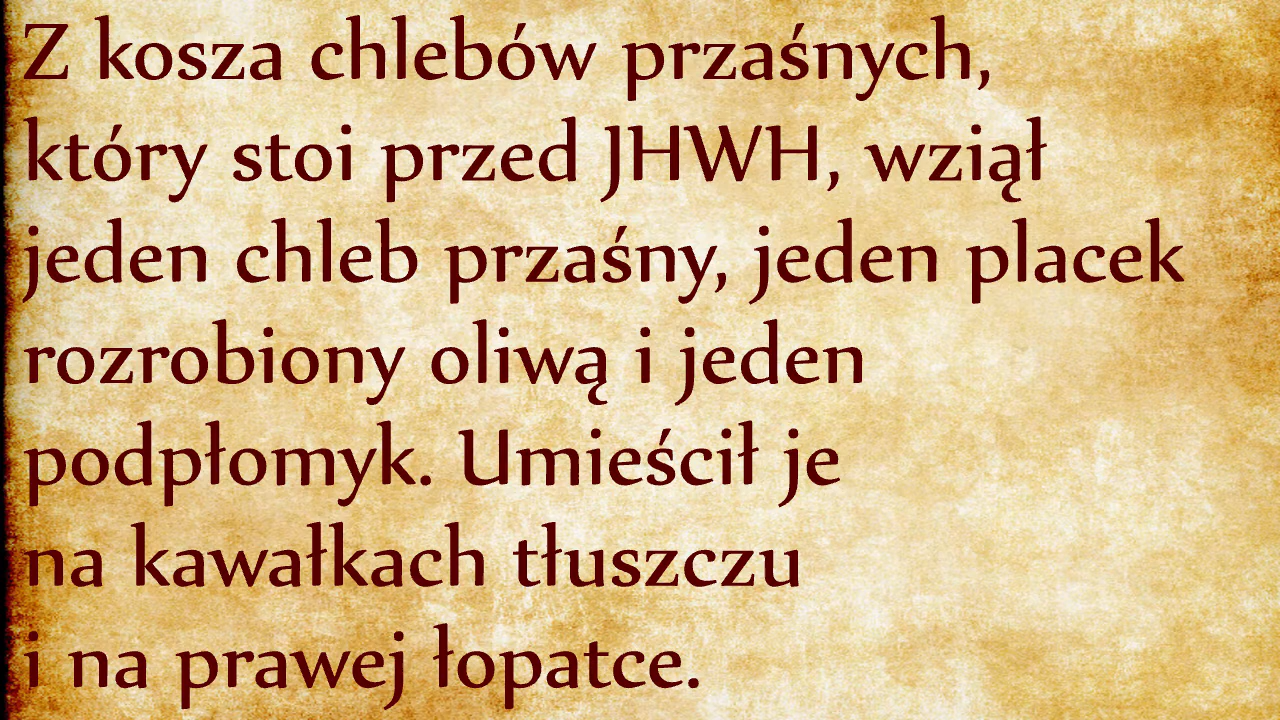 Z kosza chlebów przaśnych,
który stoi przed JHWH, wziął
jeden chleb przaśny, jeden placek
rozrobiony oliwą i jeden
podpłomyk. Umieścił je
na kawałkach tłuszczu
i na prawej łopatce.